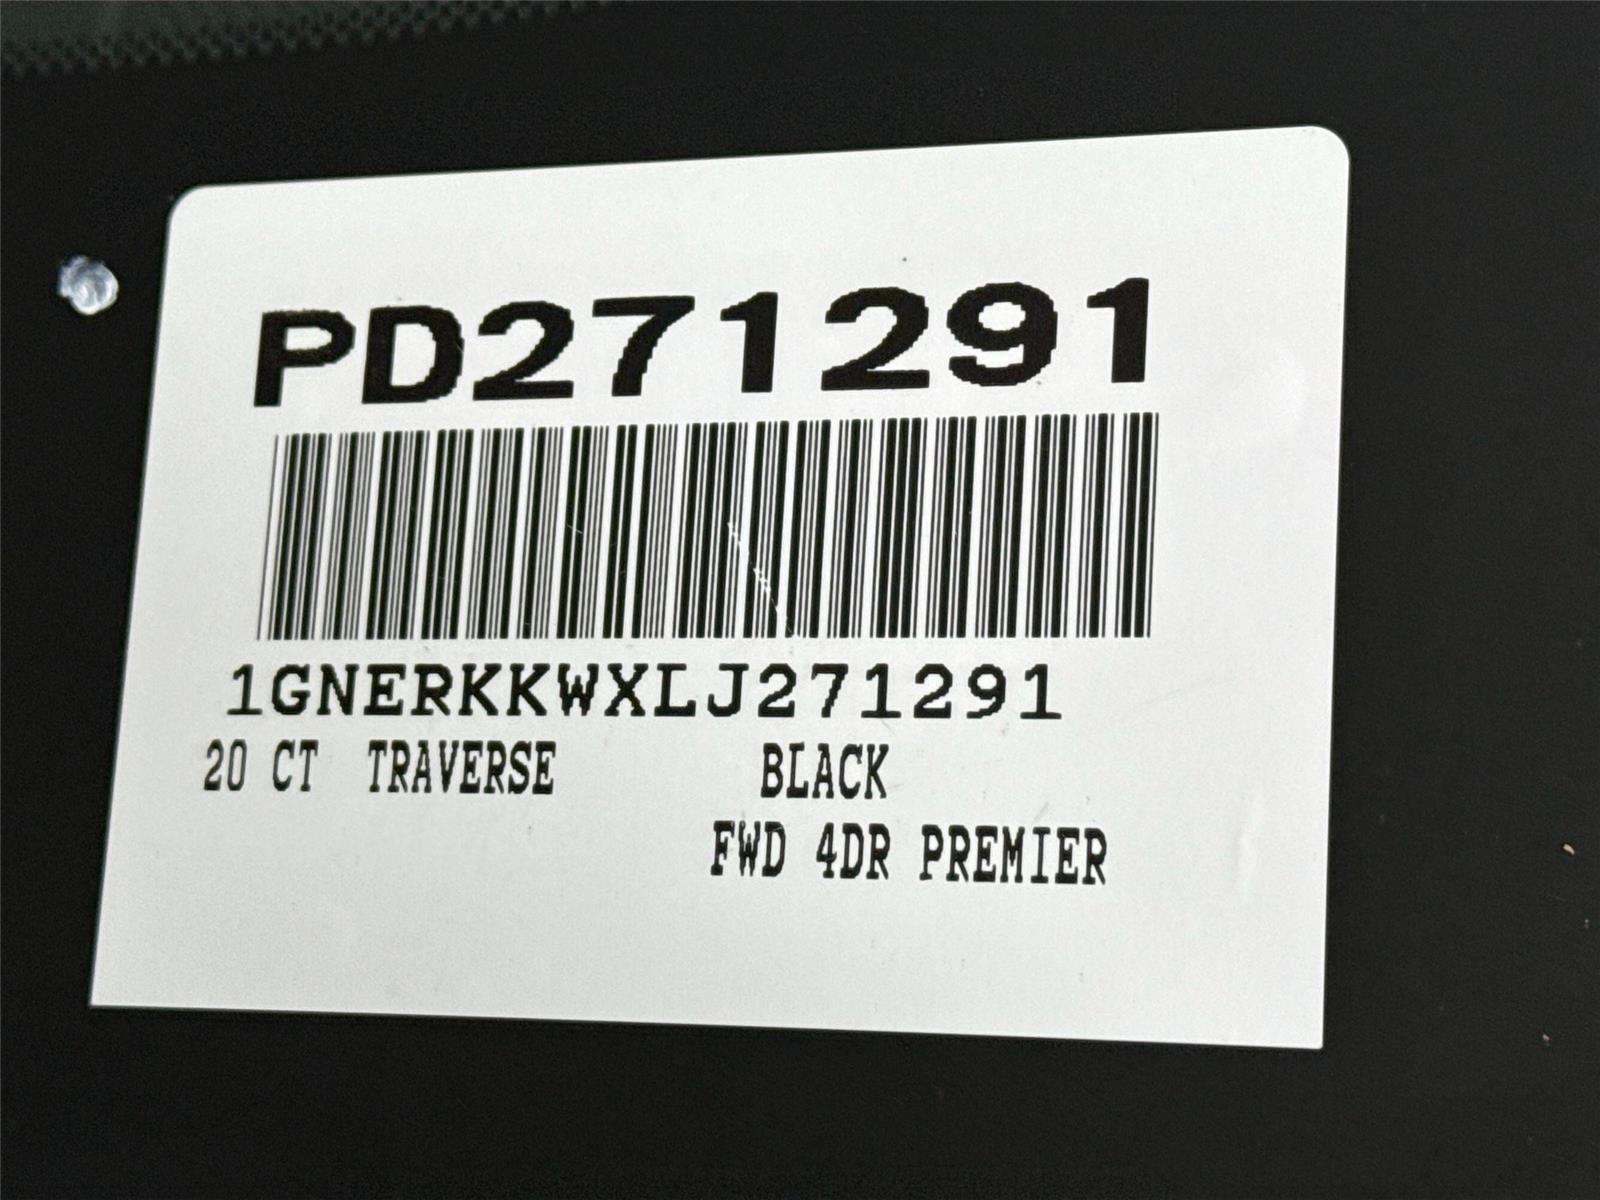 PD271291
1GNERKKWXLJ271291
20 CT TRAVERSE BLACK
FWD 4DR PREMIER